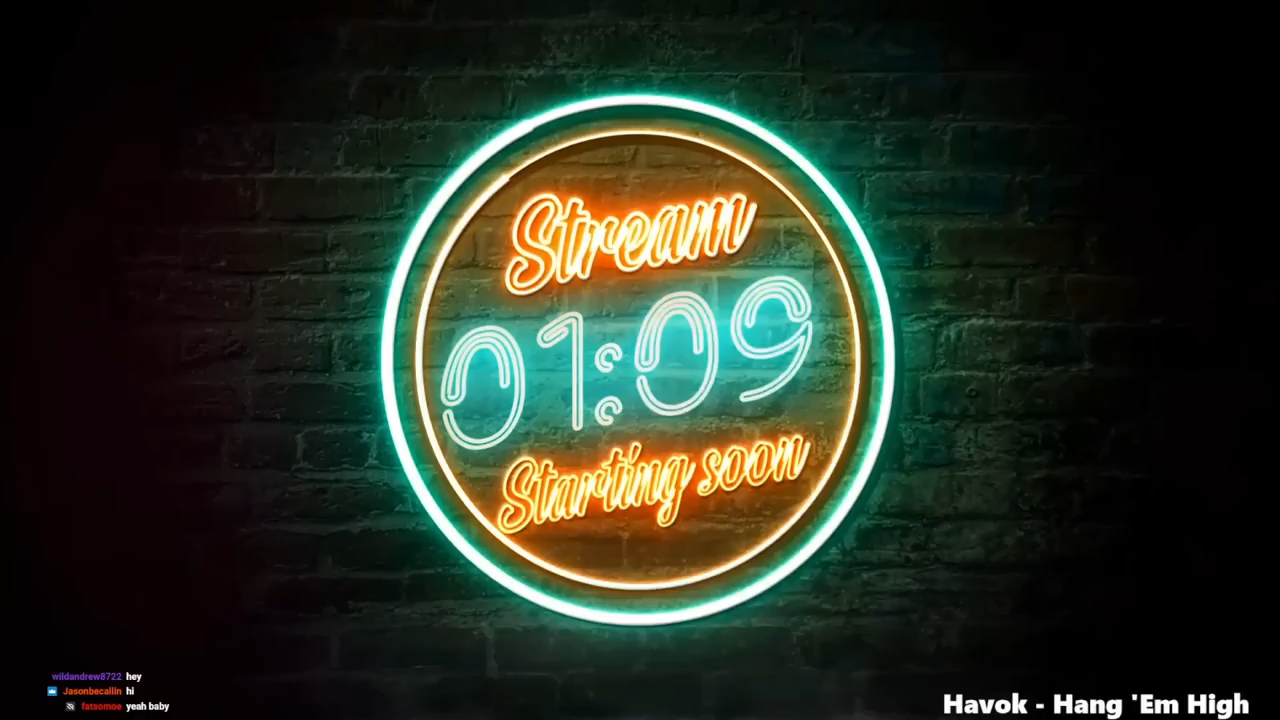 Stream
01:09
Starting soon
wildandrew8722 hey
Jasonbecallin hi
fatsomoe yeah baby
Havok - Hang 'Em High